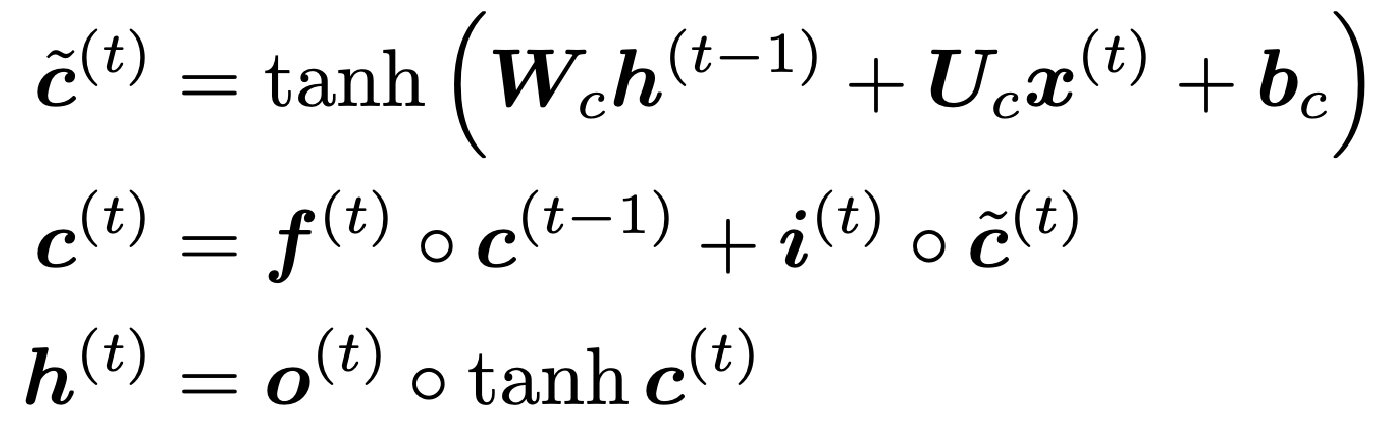 c̃^(t) = tanh (W_c h^(t−1) + U_c x^(t) + b_c)
c^(t) = f^(t) ∘ c^(t−1) + i^(t) ∘ c̃^(t)
h^(t) = o^(t) ∘ tanh c^(t)